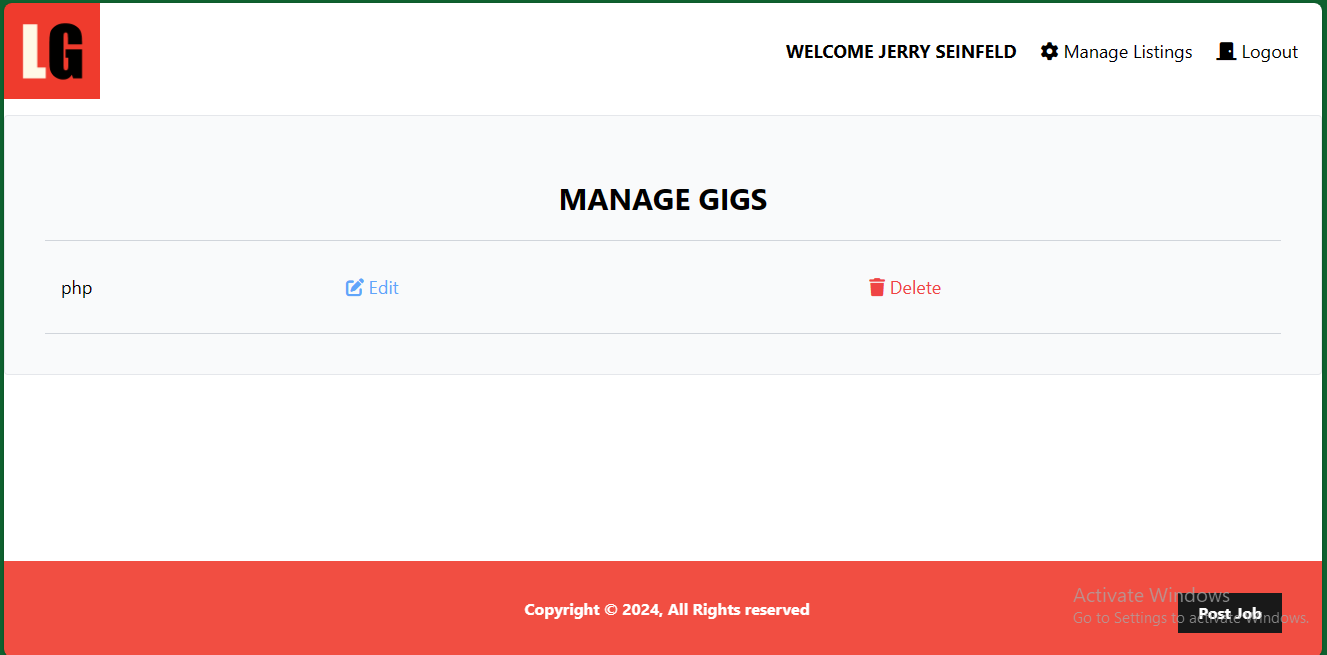 LG
WELCOME JERRY SEINFELD Manage Listings Logout
MANAGE GIGS
php Edit Delete
Copyright © 2024, All Rights reserved
Activate Windows
Post Job
Go to Settings to activate Windows.